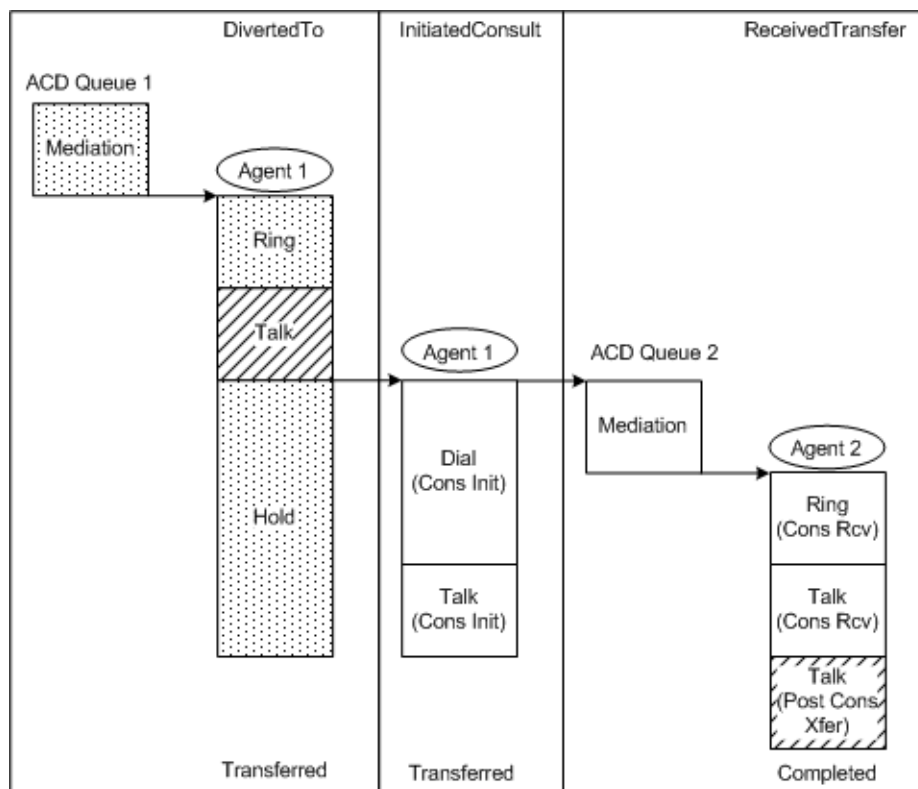 DivertedTo
InitiatedConsult
ReceivedTransfer
ACD Queue 1
Mediation
Agent 1
Ring
Talk
Hold
Agent 1
Dial
(Cons Init)
Talk
(Cons Init)
ACD Queue 2
Mediation
Agent 2
Ring
(Cons Rcv)
Talk
(Cons Rcv)
Talk
(Post Cons
Xfer)
Transferred
Transferred
Completed